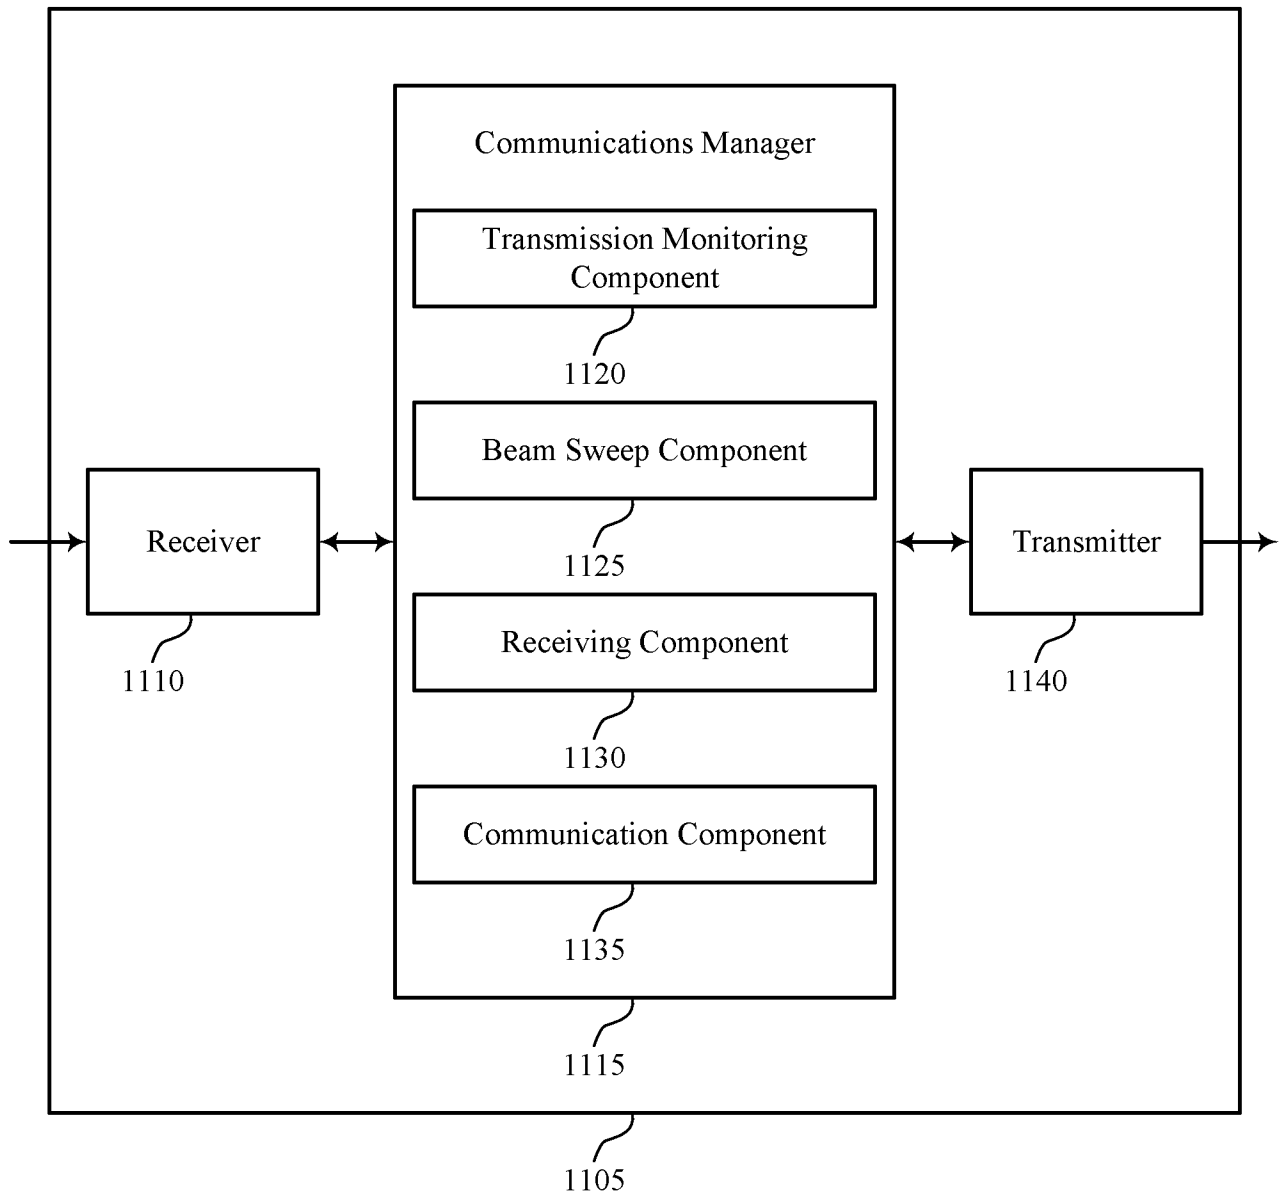 Communications Manager
Transmission Monitoring
Component
1120
Beam Sweep Component
1125
Receiver
1110
Receiving Component
1130
Transmitter
1140
Communication Component
1135
1115
1105